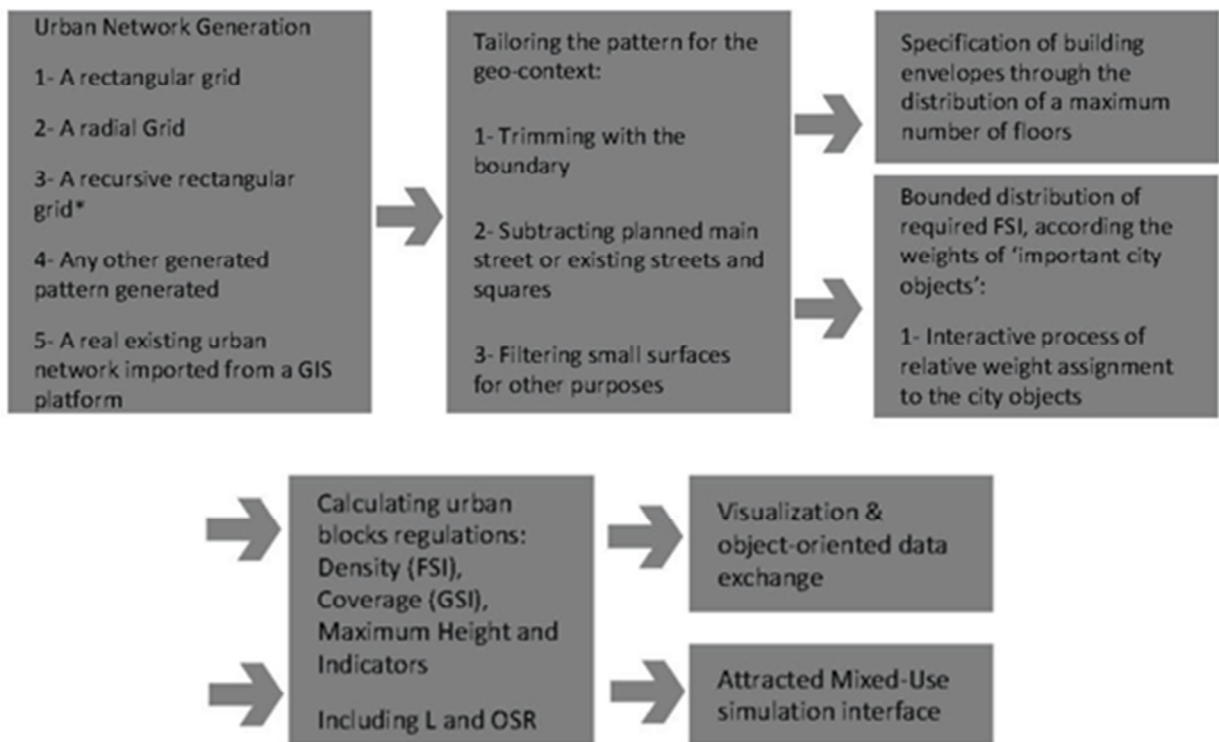 Urban Network Generation
1- A rectangular grid
2- A radial Grid
3- A recursive rectangular
grid*
4- Any other generated
pattern generated
5- A real existing urban
network imported from a GIS
platform
Tailoring the pattern for the
geo-context:
1- Trimming with the
boundary
2- Subtracting planned main
street or existing streets and
squares
3- Filtering small surfaces
for other purposes
Specification of building
envelopes through the
distribution of a maximum
number of floors
Bounded distribution of
required FSI, according the
weights of ‘important city
objects’:
1- Interactive process of
relative weight assignment
to the city objects
Calculating urban
blocks regulations:
Density (FSI),
Coverage (GSI),
Maximum Height and
Indicators
Including L and OSR
Visualization &
object-oriented data
exchange
Attracted Mixed-Use
simulation interface